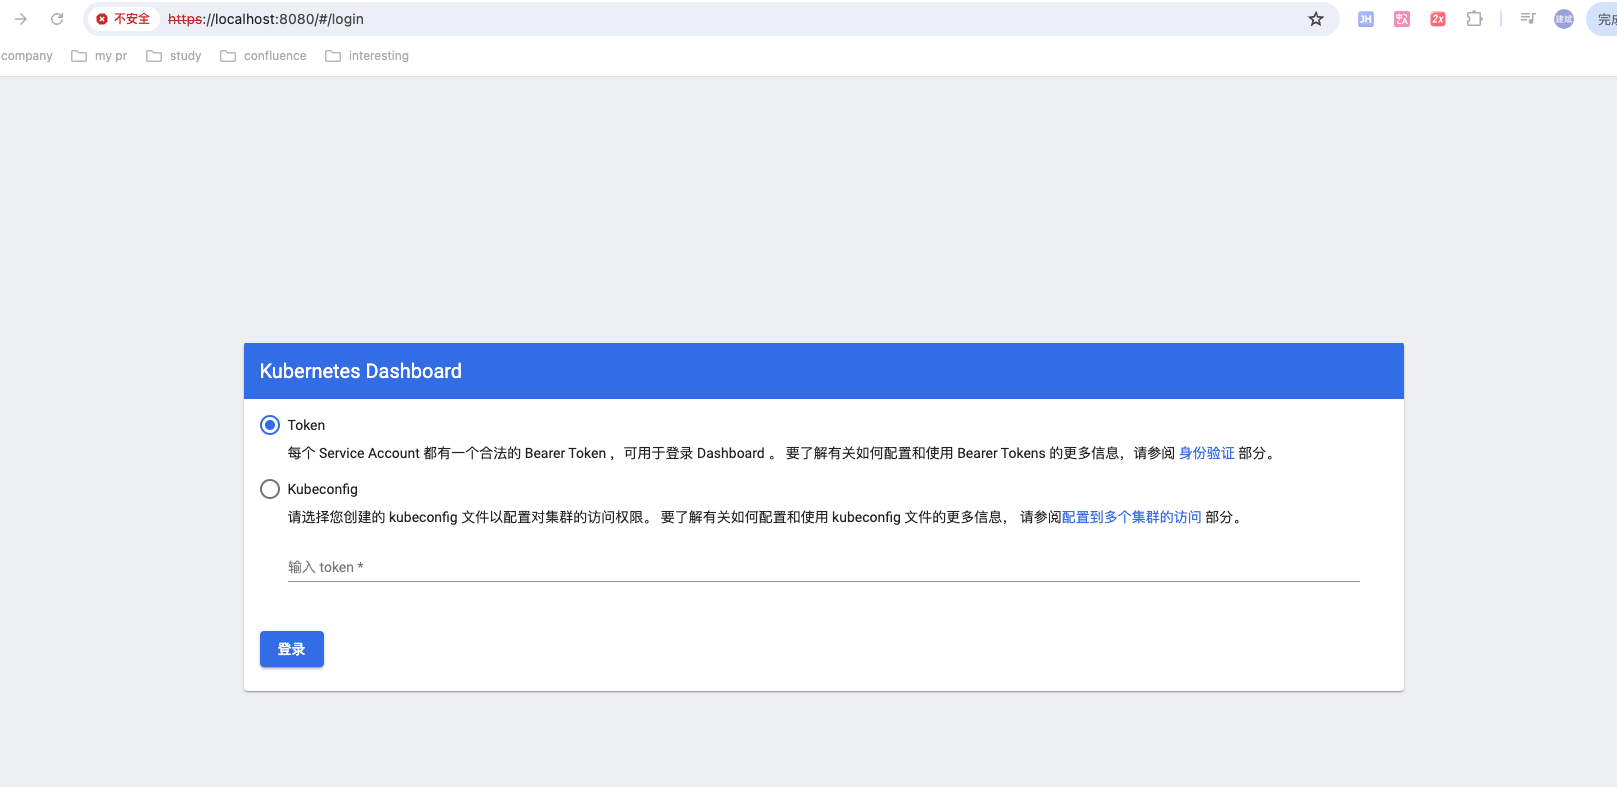 不安全 https://localhost:8080/#/login JH 中A 2x 建斌 完成
company my pr study confluence interesting
Kubernetes Dashboard
Token
每个 Service Account 都有一个合法的 Bearer Token ，可用于登录 Dashboard 。 要了解有关如何配置和使用 Bearer Tokens 的更多信息，请参阅 身份验证 部分。
Kubeconfig
请选择您创建的 kubeconfig 文件以配置对集群的访问权限。 要了解有关如何配置和使用 kubeconfig 文件的更多信息， 请参阅配置到多个集群的访问 部分。
输入 token *
登录